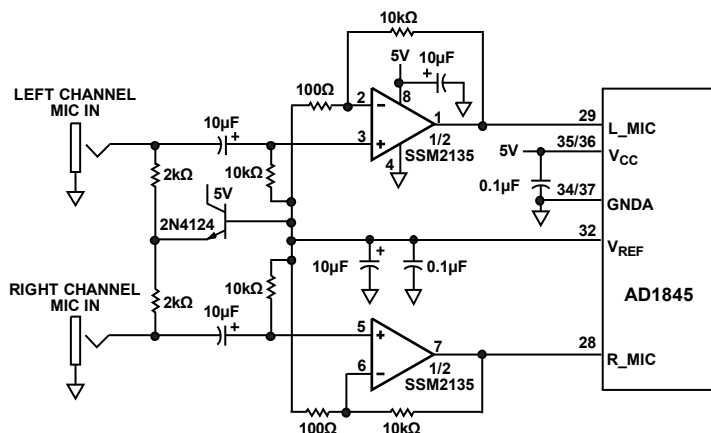 10kΩ
5V
10µF
LEFT CHANNEL
MIC IN
100Ω
2
8
1
10µF
3
4
1/2
SSM2135
29
L_MIC
5V
35/36
VCC
0.1µF
34/37
GNDA
2kΩ
10kΩ
5V
2N4124
32
VREF
10µF
0.1µF
AD1845
RIGHT CHANNEL
MIC IN
2kΩ
10kΩ
10µF
5
6
7
1/2
SSM2135
28
R_MIC
100Ω
10kΩ